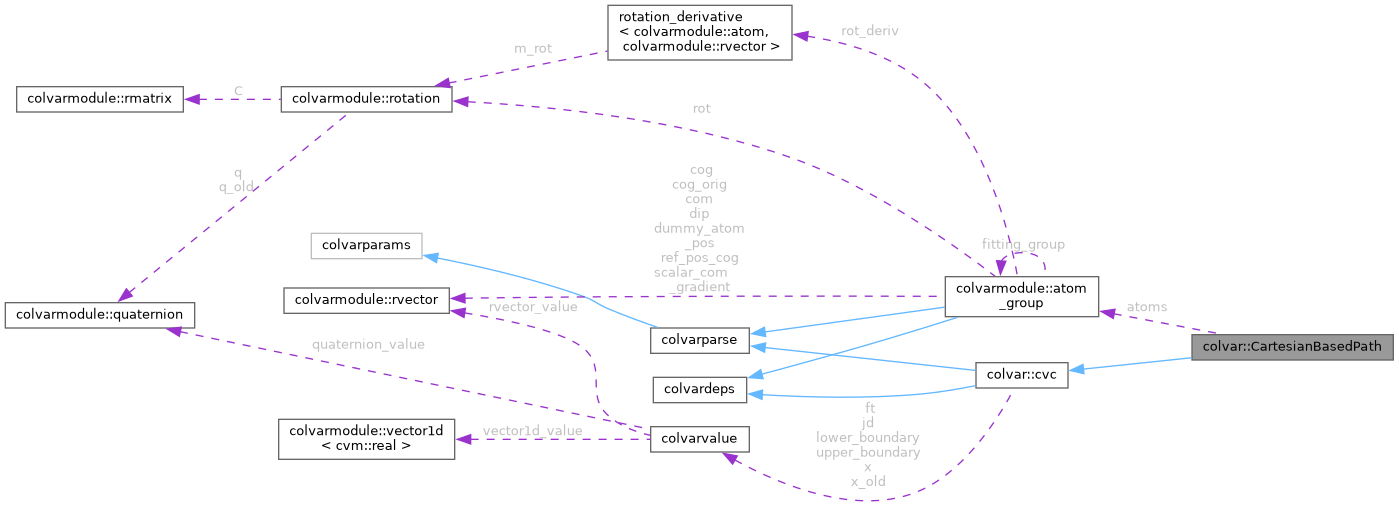 rotation_derivative
< colvarmodule::atom,
colvarmodule::rvector >
rot_deriv
m_rot
colvarmodule::rmatrix
C
colvarmodule::rotation
rot
q
q_old
cog
cog_orig
com
dip
dummy_atom
_pos
ref_pos_cog
scalar_com
_gradient
colvarparams
fitting_group
colvarmodule::atom
_group
colvarmodule::rvector
rvector_value
atoms
colvarmodule::quaternion
quaternion_value
colvarparse
colvar::CartesianBasedPath
colvar::cvc
colvardeps
ft
jd
lower_boundary
upper_boundary
x
x_old
colvarmodule::vector1d
< cvm::real >
vector1d_value
colvarvalue